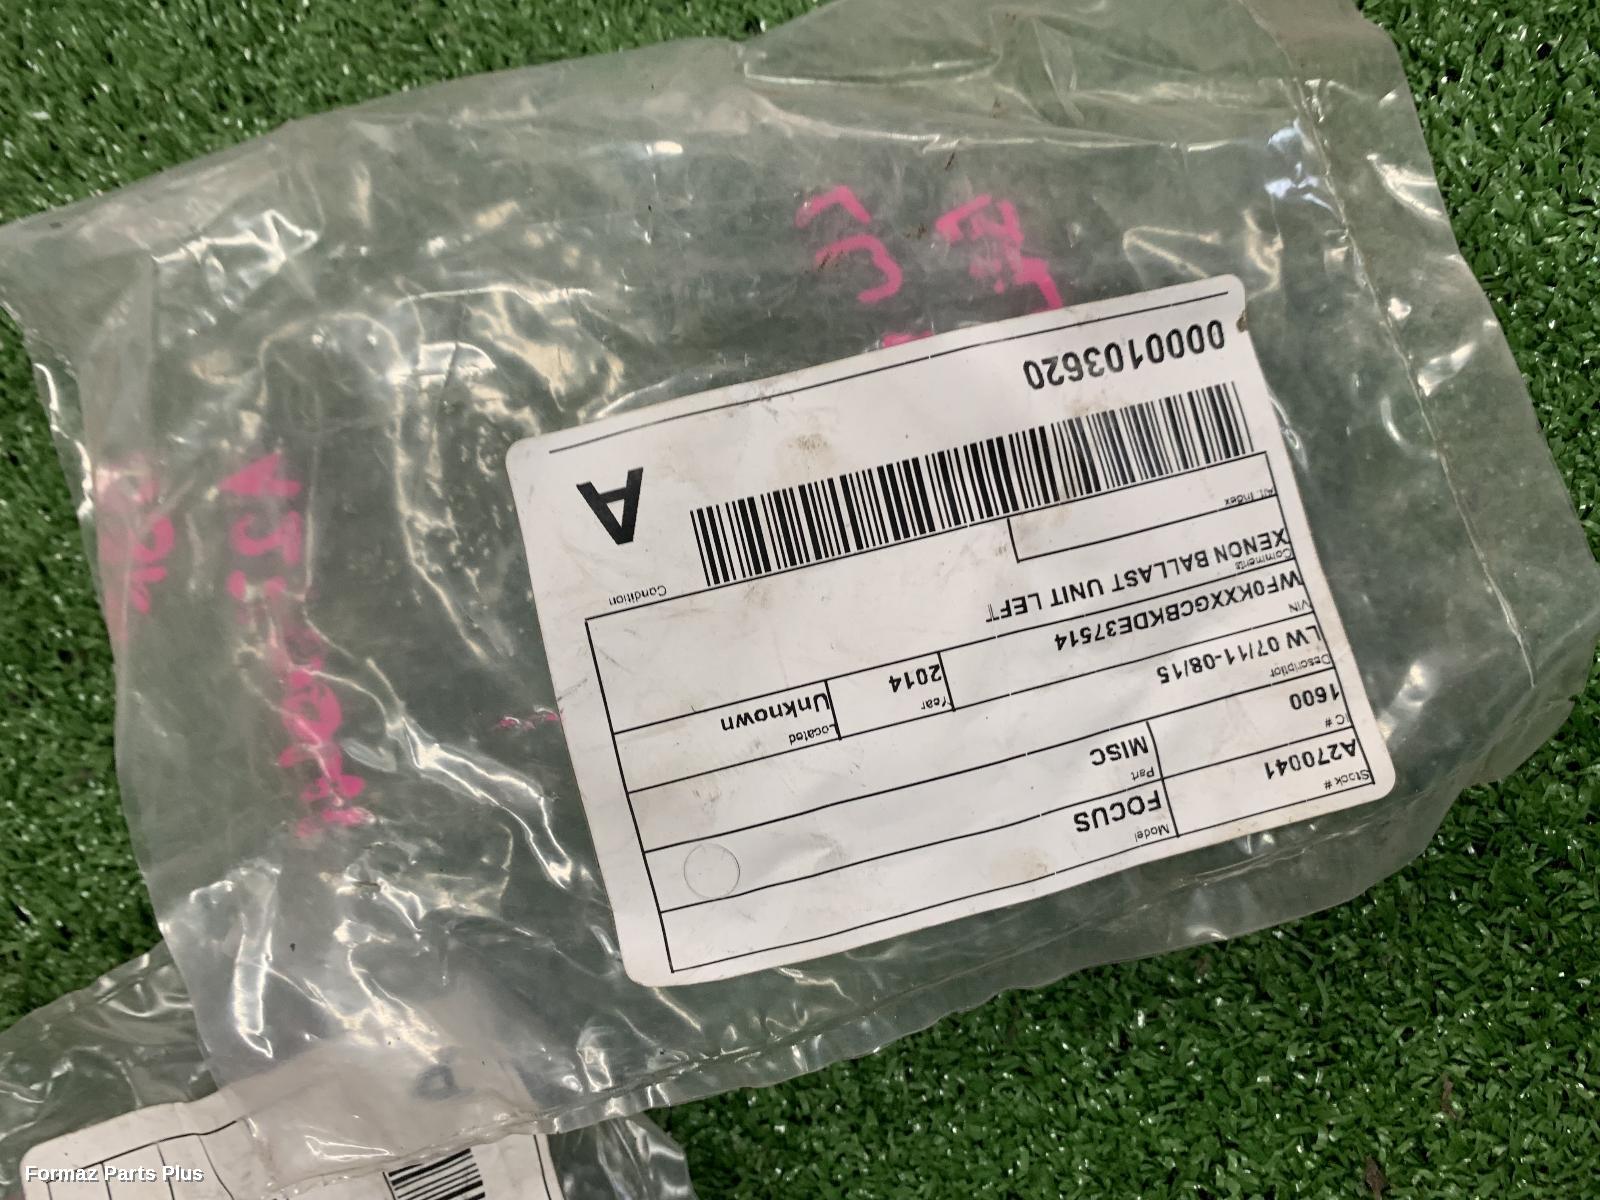 Stock#
A270041
Model
FOCUS
IC#
1600
Part
MISC
Description
LW 07/11-08/15
VIN
WF0KXXGCBKDE37514
Year
2014
Located
Unknown
Comments
XENON BALLAST UNIT LEFT
Alt. Index
Condition
A
0000103620
Formaz Parts Plus